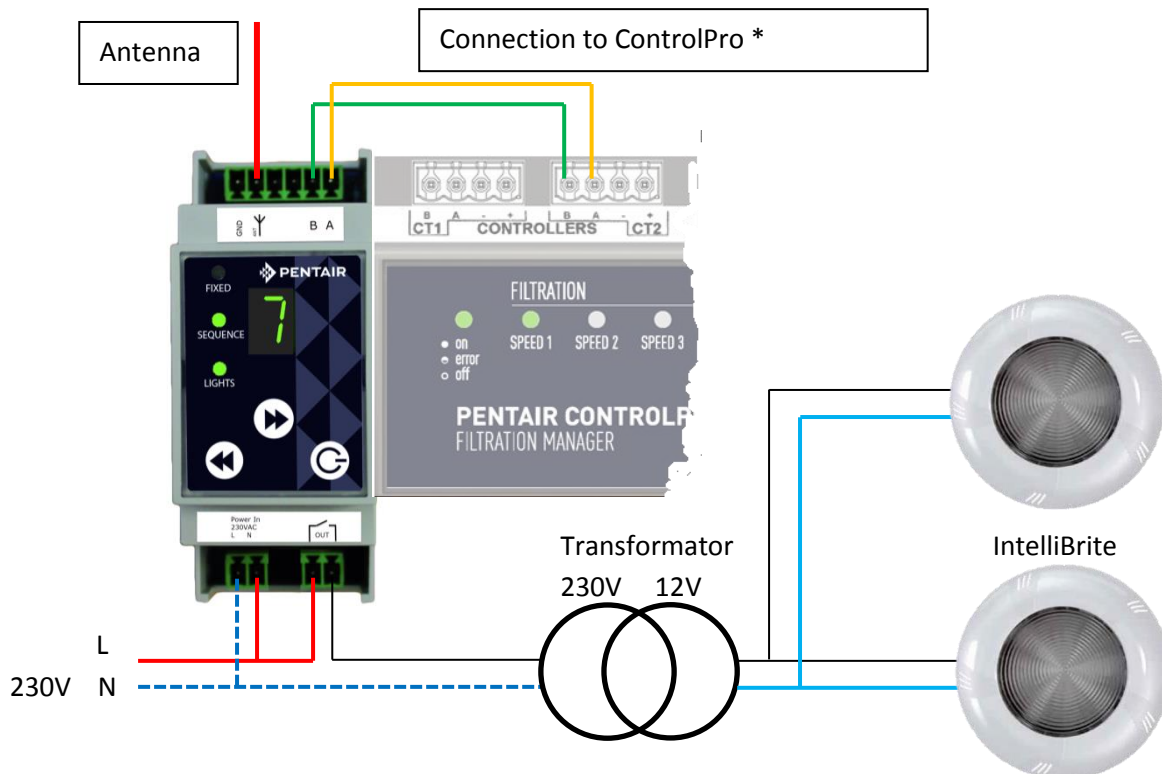 Antenna
Connection to ControlPro *
GND
ANT
B A
B A - +
B A - +
CT1 CONTROLLERS CT2
PENTAIR
FIXED
7
SEQUENCE
LIGHTS
FILTRATION
on
error
off
SPEED 1
SPEED 2
SPEED 3
PENTAIR CONTROLP
FILTRATION MANAGER
Power In
230VAC
L N
OUT
Transformator
230V 12V
IntelliBrite
L
230V N